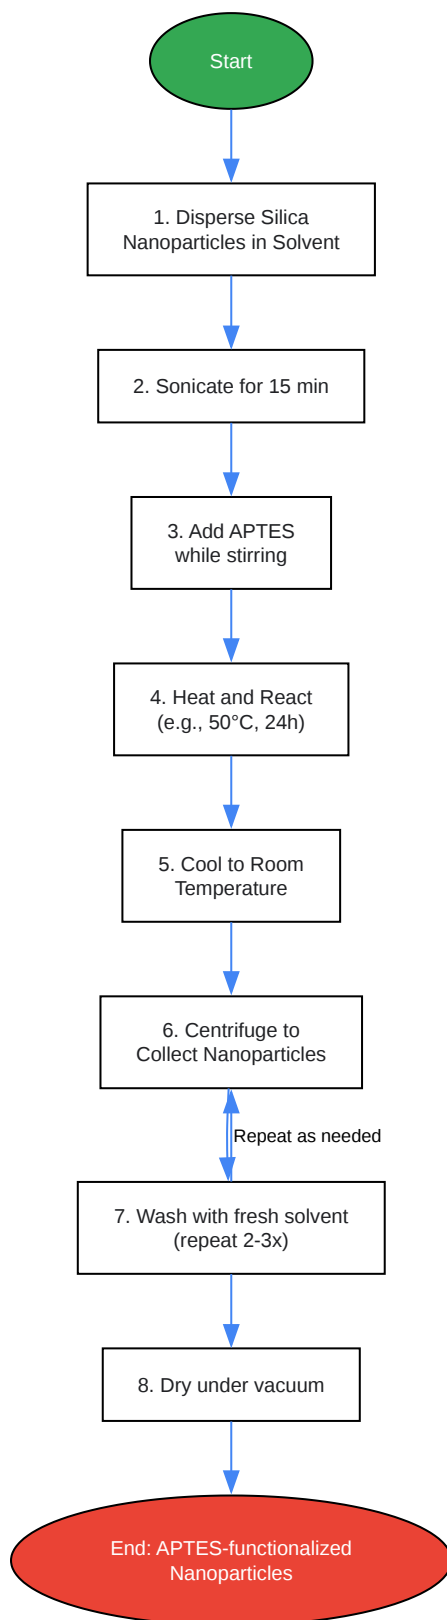 Start
1. Disperse Silica
Nanoparticles in Solvent
2. Sonicate for 15 min
3. Add APTES
while stirring
4. Heat and React
(e.g., 50°C, 24h)
5. Cool to Room
Temperature
6. Centrifuge to
Collect Nanoparticles
Repeat as needed
7. Wash with fresh solvent
(repeat 2-3x)
8. Dry under vacuum
End: APTES-functionalized
Nanoparticles